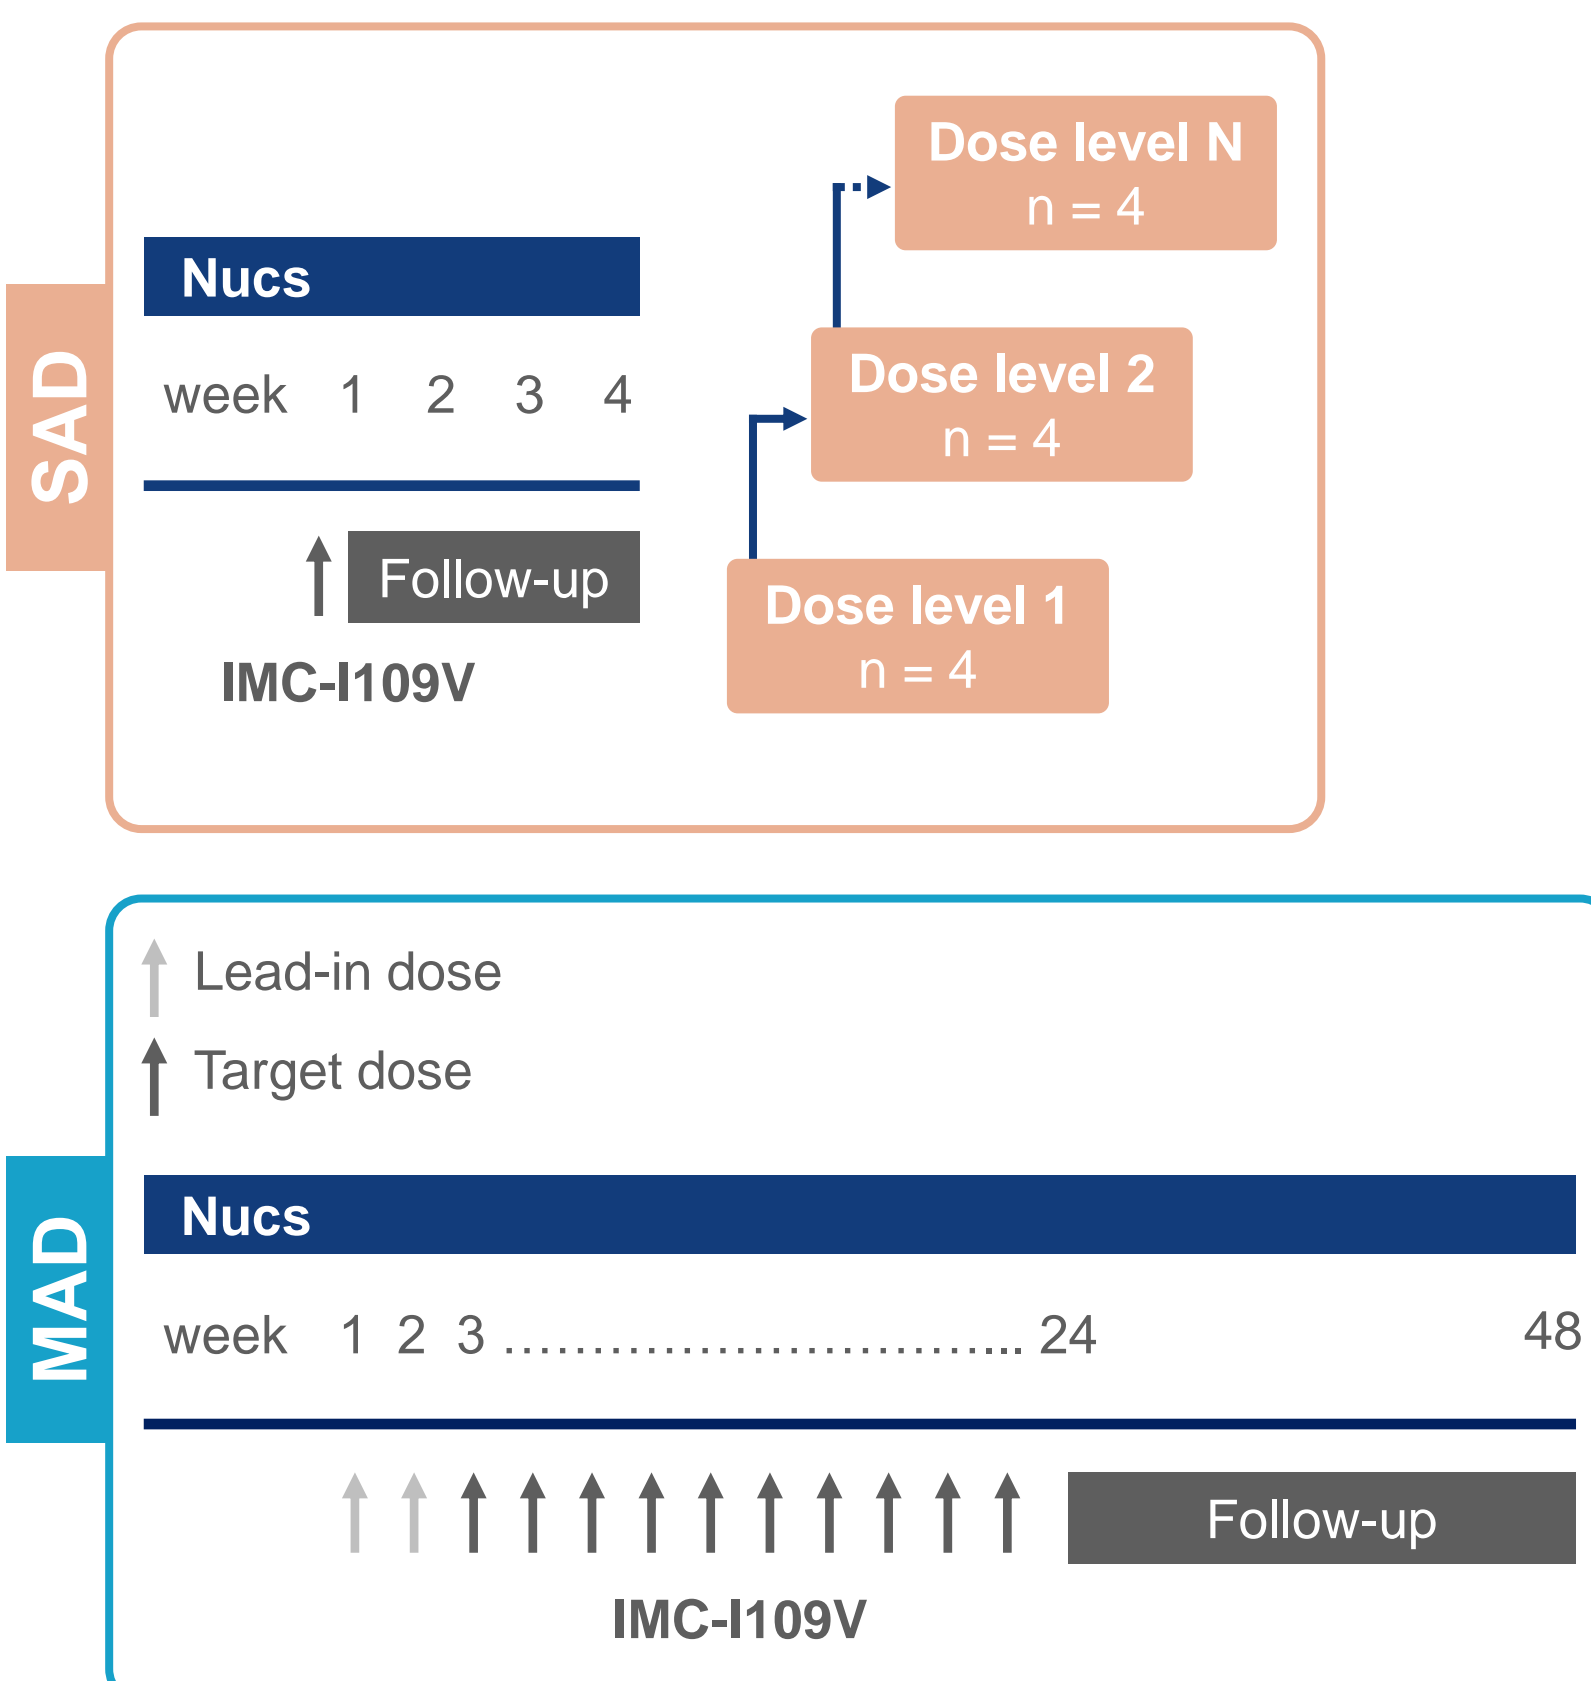 SAD
Nucs
week 1 2 3 4
Follow-up
IMC-I109V
Dose level N
n = 4
Dose level 2
n = 4
Dose level 1
n = 4
MAD
Lead-in dose
Target dose
Nucs
week 1 2 3 .............................. 24 48
Follow-up
IMC-I109V